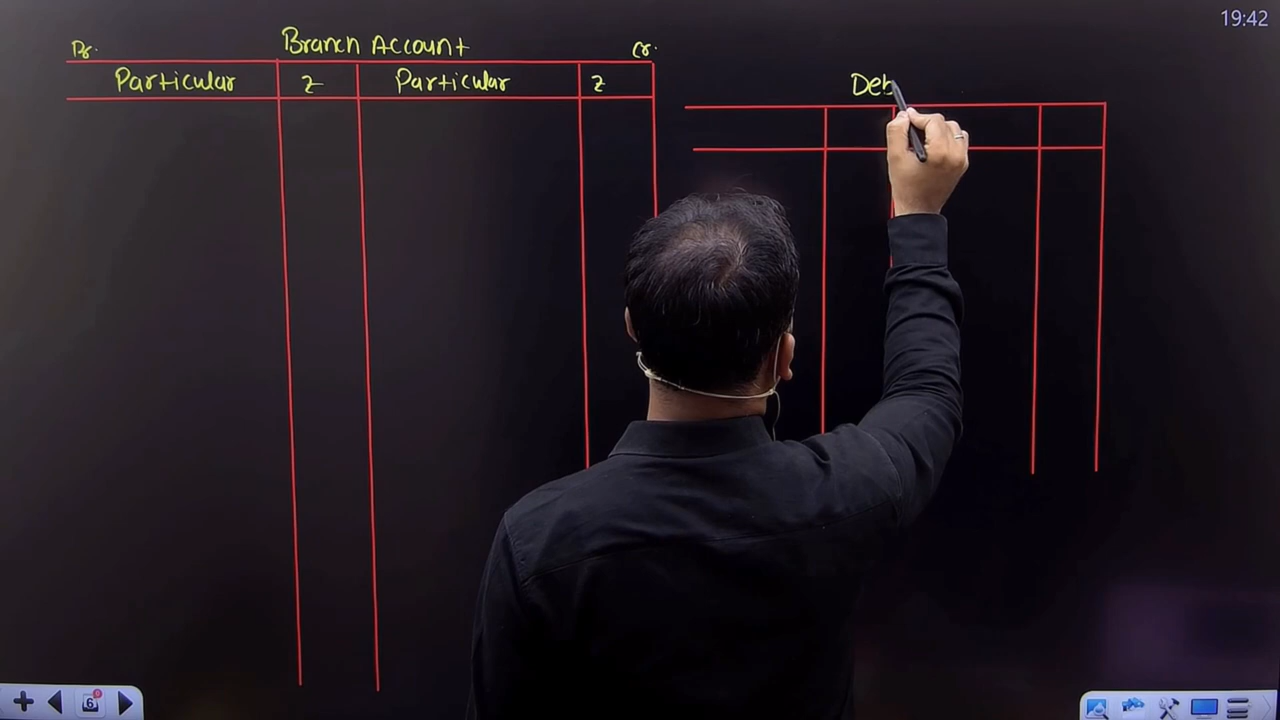 19:42
Dr. Branch Account Cr.
Particular ₹ Particular ₹
Deb
6